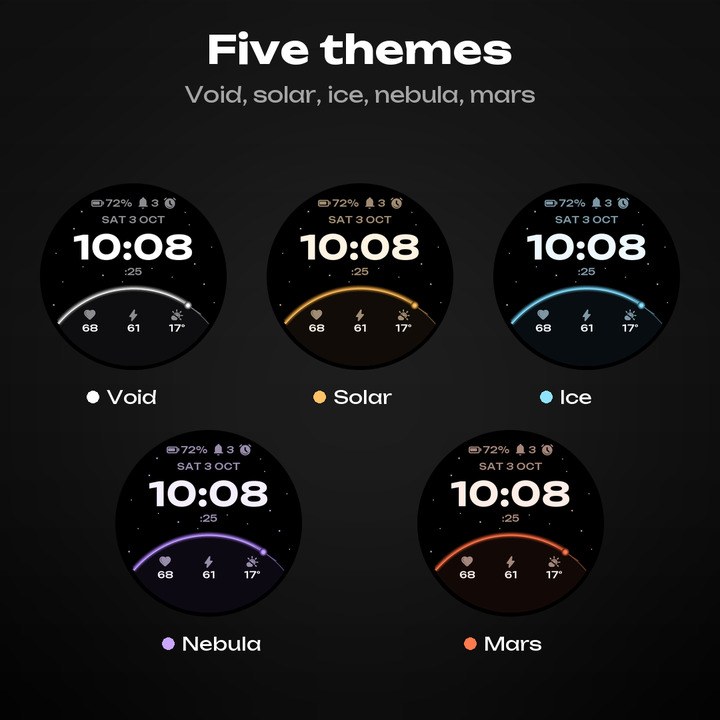 Five themes
Void, solar, ice, nebula, mars
72% 3
SAT 3 OCT
10:08
:25
68 61 17°
Void
72% 3
SAT 3 OCT
10:08
:25
68 61 17°
Solar
72% 3
SAT 3 OCT
10:08
:25
68 61 17°
Ice
72% 3
SAT 3 OCT
10:08
:25
68 61 17°
Nebula
72% 3
SAT 3 OCT
10:08
:25
68 61 17°
Mars